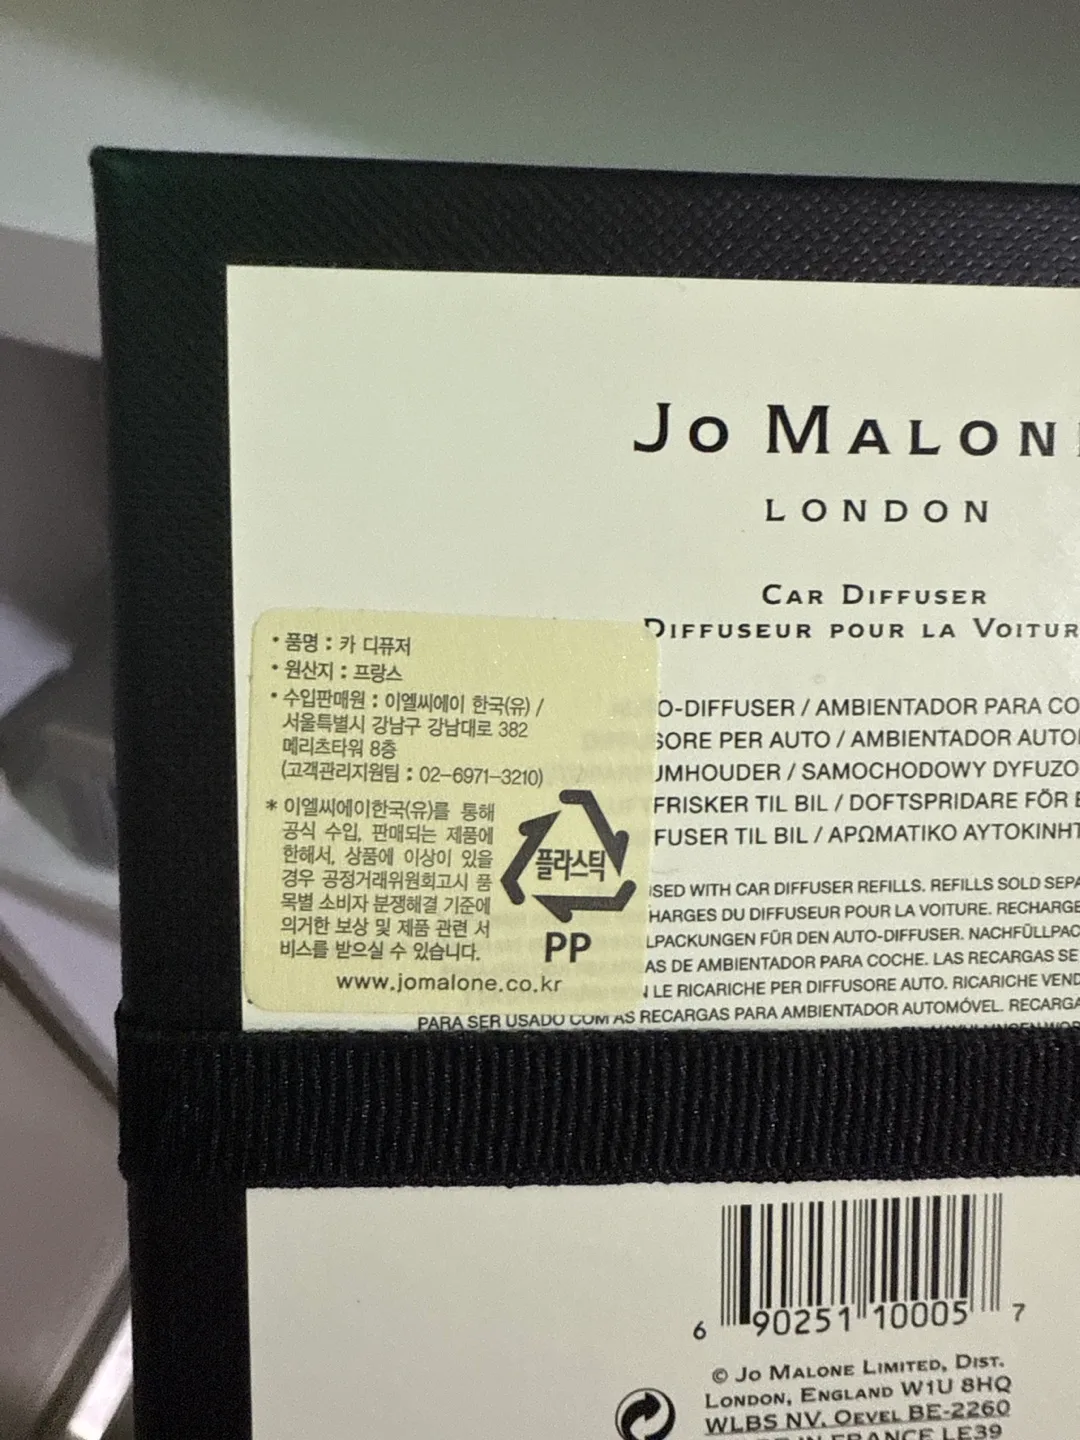 JO MALON
LONDON
CAR DIFFUSER
DIFFUSEUR POUR LA VOITUR
• 품명 : 카 디퓨저
• 원산지 : 프랑스
• 수입판매원 : 이엘씨에이 한국(유) /
서울특별시 강남구 강남대로 382
메리츠타워 8층
(고객관리지원팀 : 02-6971-3210)
* 이엘씨에이한국(유)를 통해
공식 수입, 판매되는 제품에
한해서, 상품에 이상이 있을
경우 공정거래위원회고시 품
목별 소비자 분쟁해결 기준에
의거한 보상 및 제품 관련 서
비스를 받으실 수 있습니다.
플라스틱
PP
www.jomalone.co.kr
O-DIFFUSER / AMBIENTADOR PARA CO
SORE PER AUTO / AMBIENTADOR AUTO
UMHOUDER / SAMOCHODOWY DYFUZO
FRISKER TIL BIL / DOFTSPRIDARE FÖR B
FUSER TIL BIL / ΑΡΩΜΑΤΙΚΟ ΑΥΤΟΚΙΝΗΤ
SED WITH CAR DIFFUSER REFILLS. REFILLS SOLD SEPA
HARGES DU DIFFUSEUR POUR LA VOITURE. RECHARGE
LPACKUNGEN FÜR DEN AUTO-DIFFUSER. NACHFÜLLPAC
AS DE AMBIENTADOR PARA COCHE. LAS RECARGAS SE
N LE RICARICHE PER DIFFUSORE AUTO. RICARICHE VEND
PARA SER USADO COM AS RECARGAS PARA AMBIENTADOR AUTOMÓVEL. RECARGA
6 90251 10005 7
© JO MALONE LIMITED, DIST.
LONDON, ENGLAND W1U 8HQ
WLBS NV. OEVEL BE-2260
IN FRANCE LE39